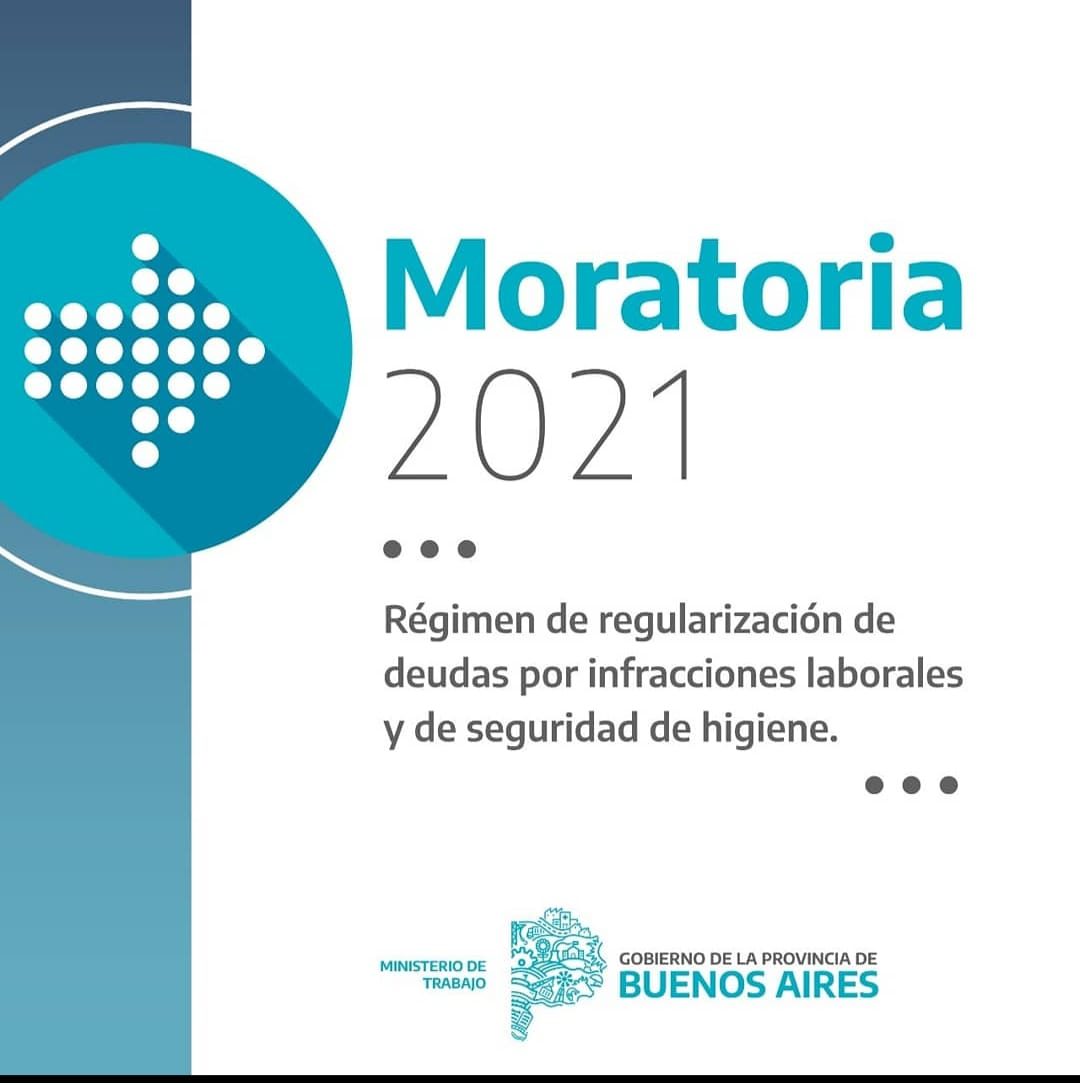 Moratoria
2021
Régimen de regularización de
deudas por infracciones laborales
y de seguridad de higiene.
MINISTERIO DE
TRABAJO
GOBIERNO DE LA PROVINCIA DE
BUENOS AIRES